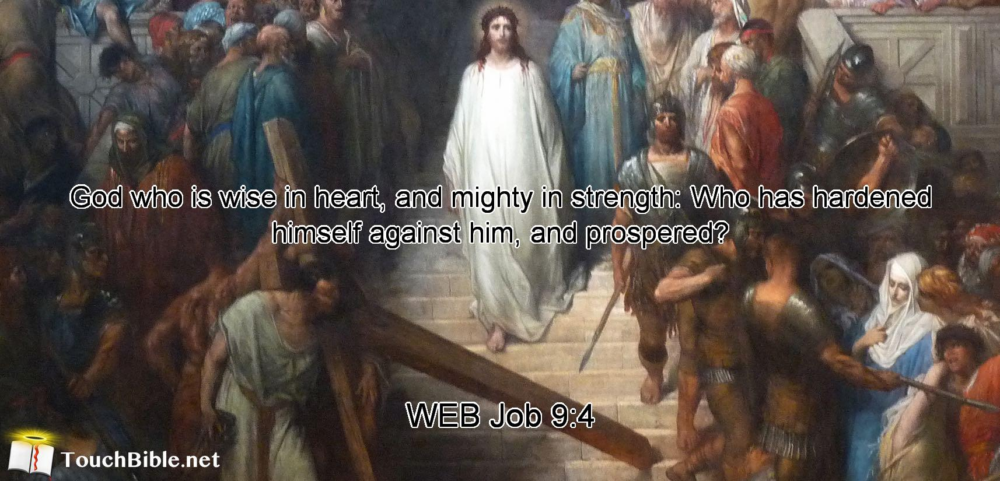 God who is wise in heart, and mighty in strength: Who has hardened
himself against him, and prospered?
WEB Job 9:4
TouchBible.net